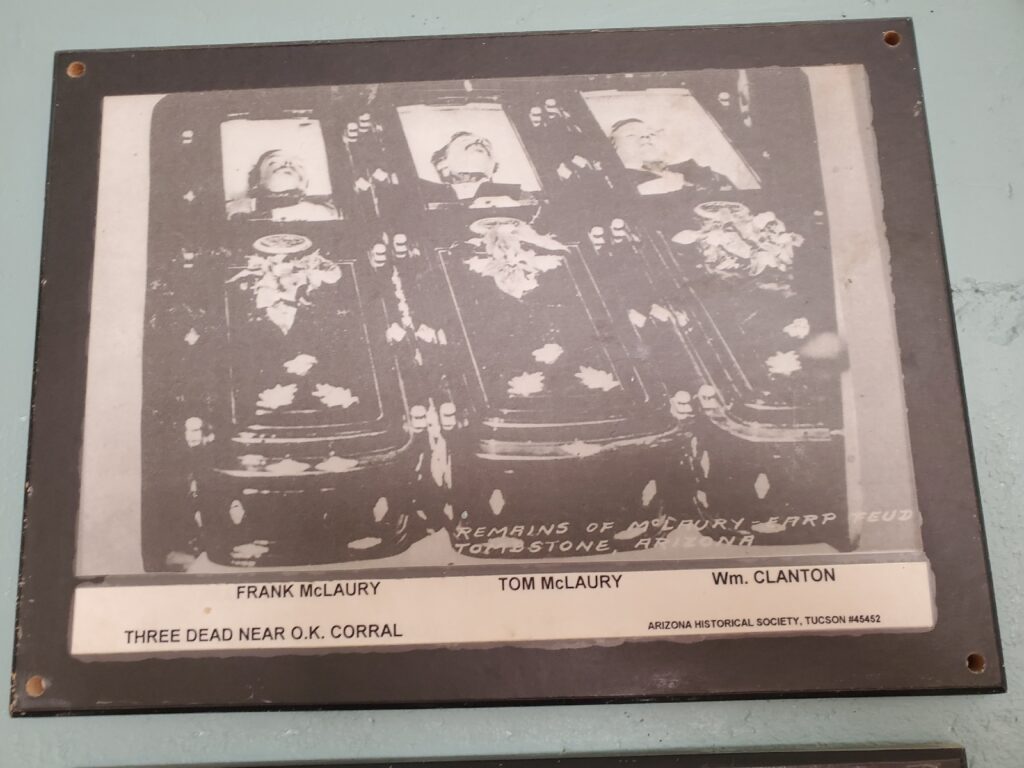 REMAINS OF McLAURY-EARP FEUD
TOMBSTONE, ARIZONA
FRANK McLAURY TOM McLAURY Wm. CLANTON
THREE DEAD NEAR O.K. CORRAL ARIZONA HISTORICAL SOCIETY, TUCSON #45452